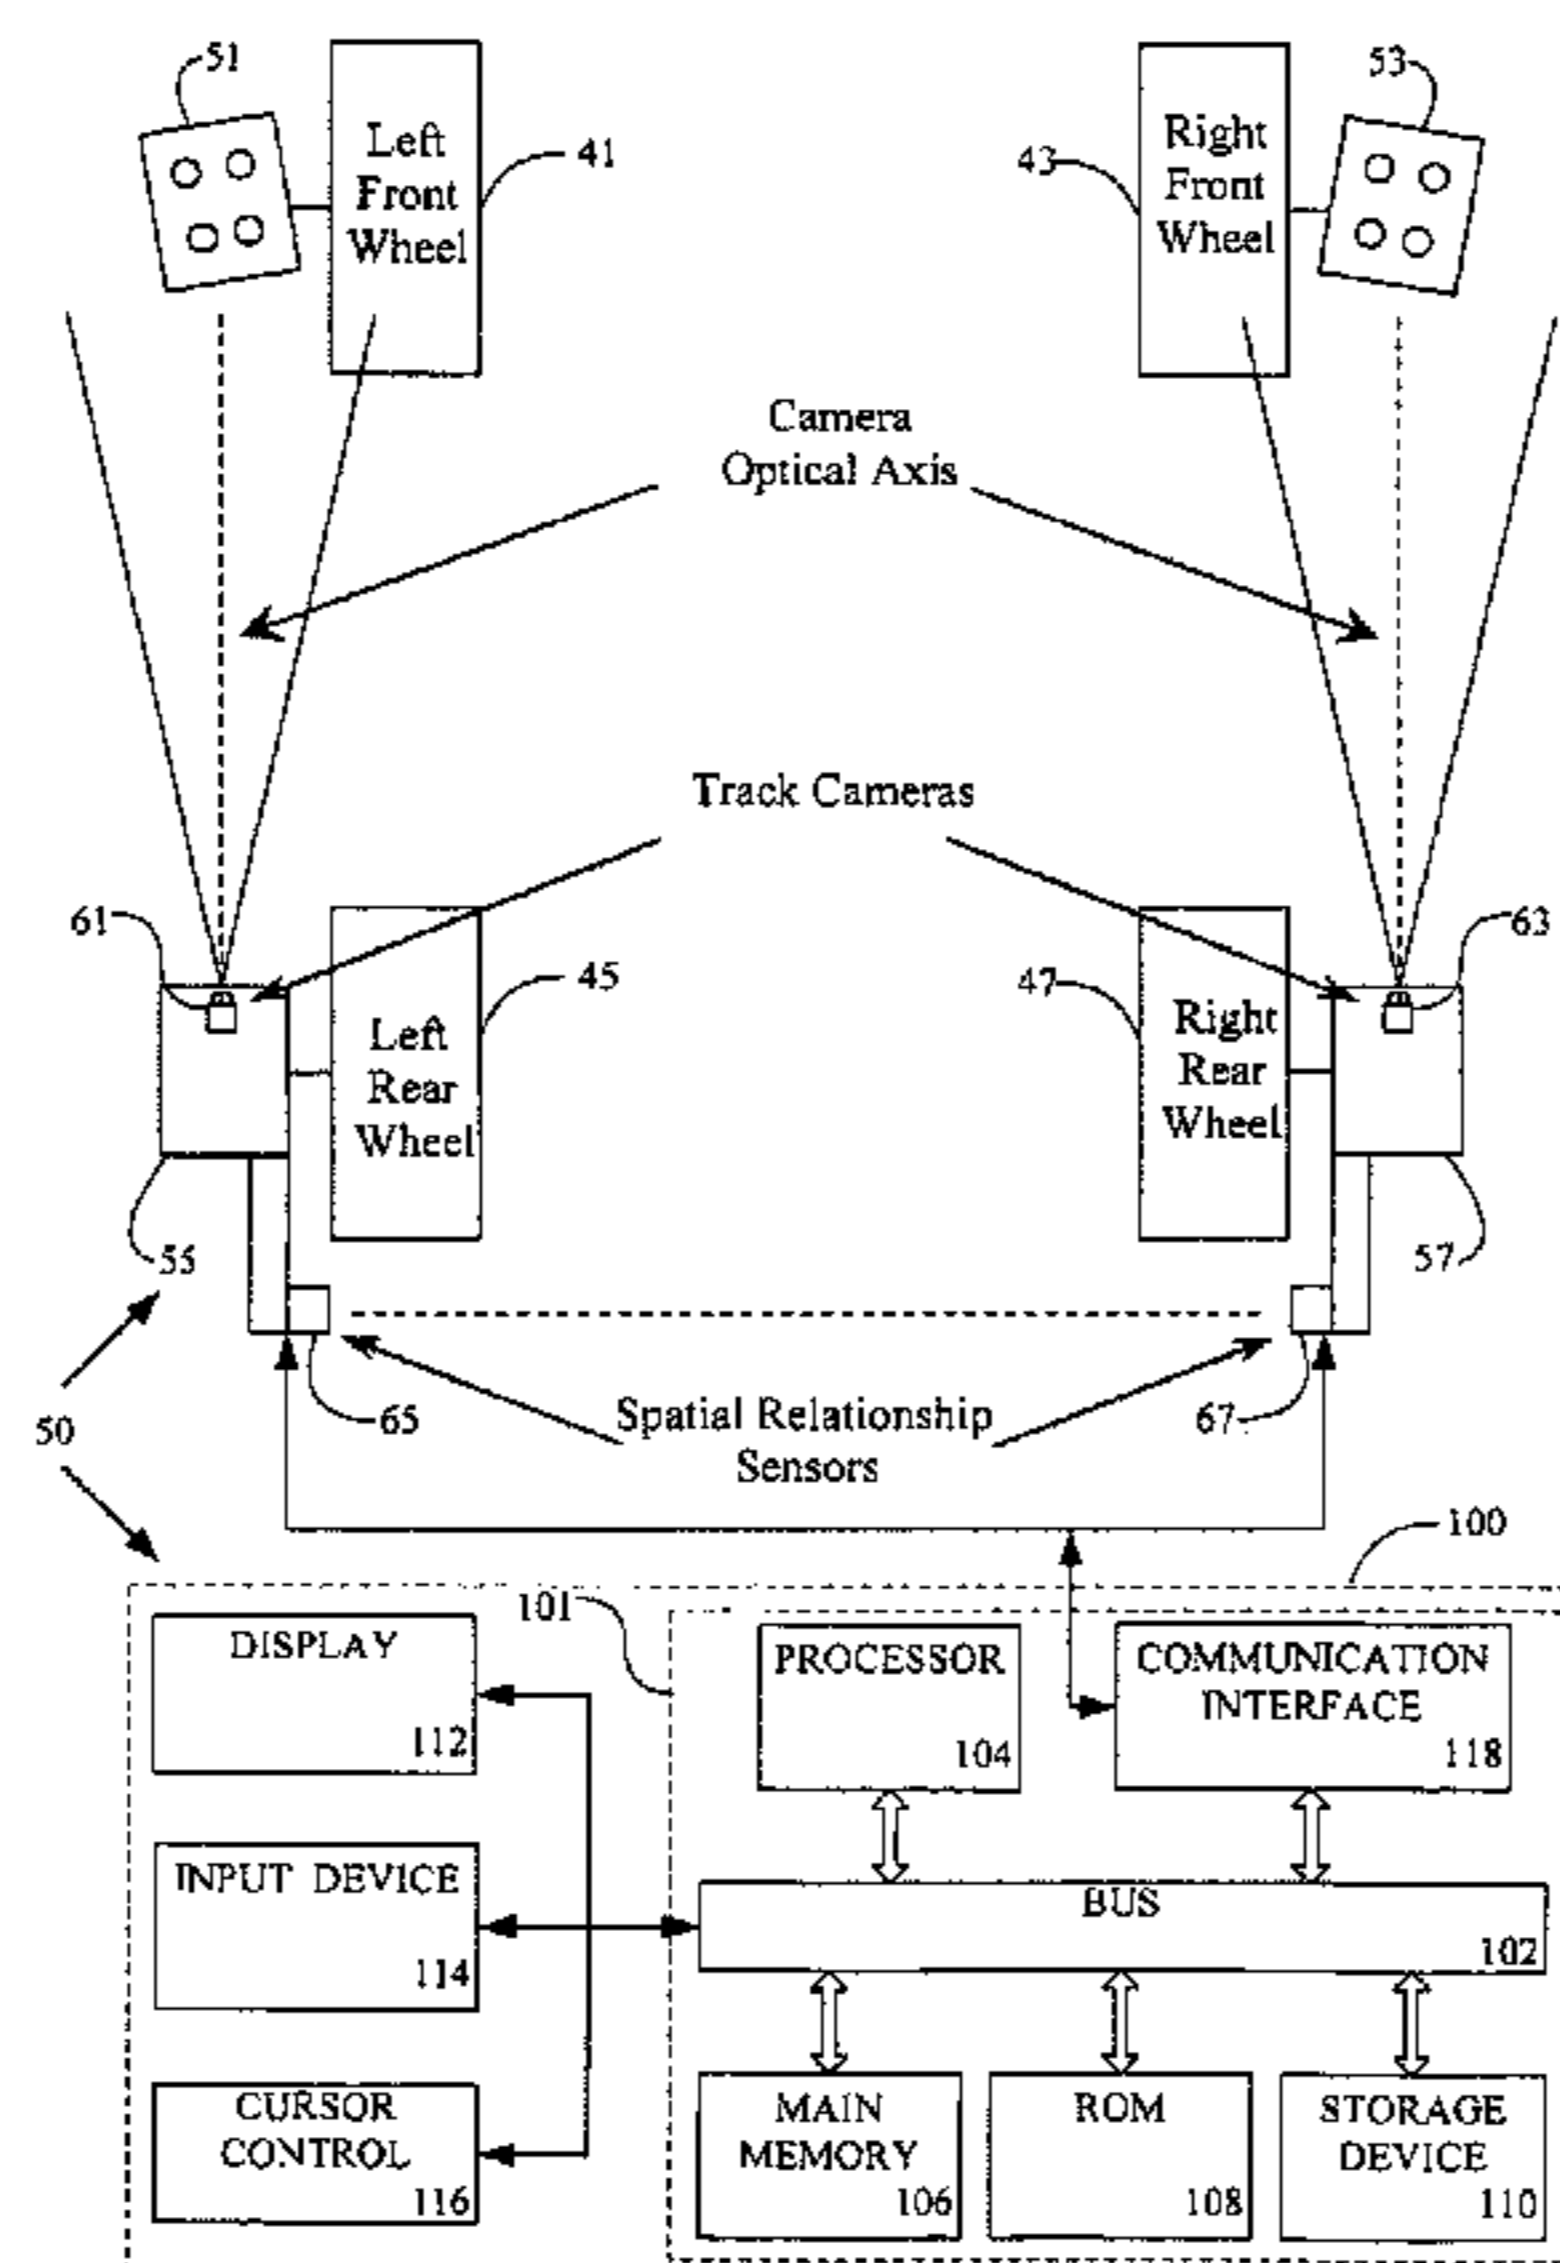 51
53
Left
Front
Wheel
41
43
Right
Front
Wheel
Camera
Optical Axis
Track Cameras
61
63
45
47
Left
Rear
Wheel
Right
Rear
Wheel
55
57
50
65
Spatial Relationship
Sensors
67
100
101
DISPLAY
112
PROCESSOR
104
COMMUNICATION
INTERFACE
118
INPUT DEVICE
114
BUS
102
CURSOR
CONTROL
116
MAIN
MEMORY
106
ROM
108
STORAGE
DEVICE
110